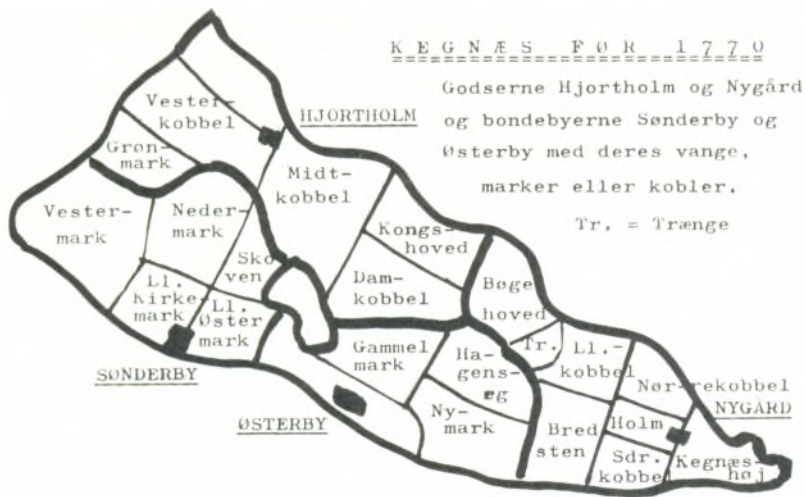 KEGNÆS FØR 1770
Godserne Hjortholm og Nygård
og bondebyerne Sønderby og
Østerby med deres vange,
marker eller kobler.
Tr. = Trænge
Vester-
kobbel
HJORTHOLM
Grøn-
mark
Midt-
kobbel
Vester-
mark
Neder-
mark
Kongs-
hoved
Sko
ven
Dam-
kobbel
Bøge
hoved
Ll.
Kirke
mark
Ll.
Øster
mark
Tr.
Ll.-
kobbel
Gammel
mark
Ha-
gens-
eg
Nør-rekobbel
SØNDERBY
NYGÅRD
ØSTERBY
Ny-
mark
Bred
sten
Holm
Sdr.
kobbel
Kegnæs-
høj